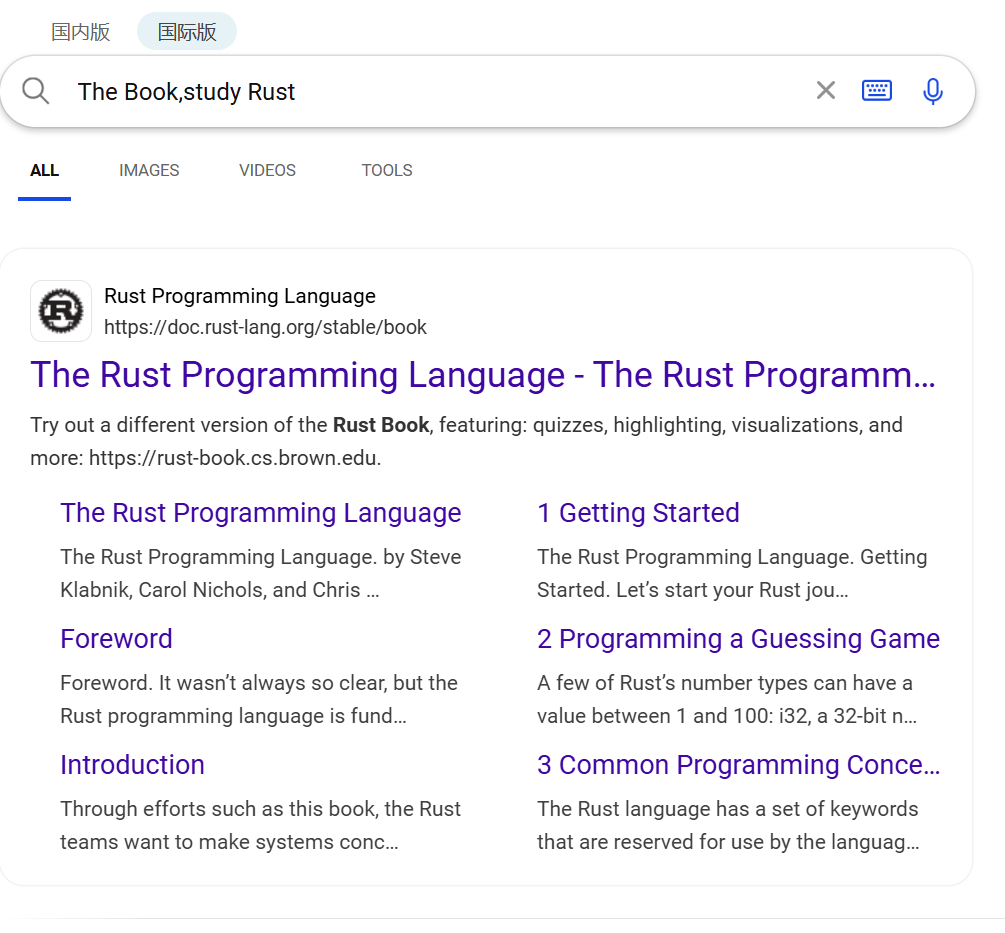 国内版 国际版
The Book,study Rust
ALL IMAGES VIDEOS TOOLS
Rust Programming Language
https://doc.rust-lang.org/stable/book
The Rust Programming Language - The Rust Programm...
Try out a different version of the Rust Book, featuring: quizzes, highlighting, visualizations, and
more: https://rust-book.cs.brown.edu.
The Rust Programming Language
The Rust Programming Language. by Steve
Klabnik, Carol Nichols, and Chris ...
Foreword
Foreword. It wasn’t always so clear, but the
Rust programming language is fund...
Introduction
Through efforts such as this book, the Rust
teams want to make systems conc...
1 Getting Started
The Rust Programming Language. Getting
Started. Let’s start your Rust jou...
2 Programming a Guessing Game
A few of Rust’s number types can have a
value between 1 and 100: i32, a 32-bit n...
3 Common Programming Conce...
The Rust language has a set of keywords
that are reserved for use by the languag...